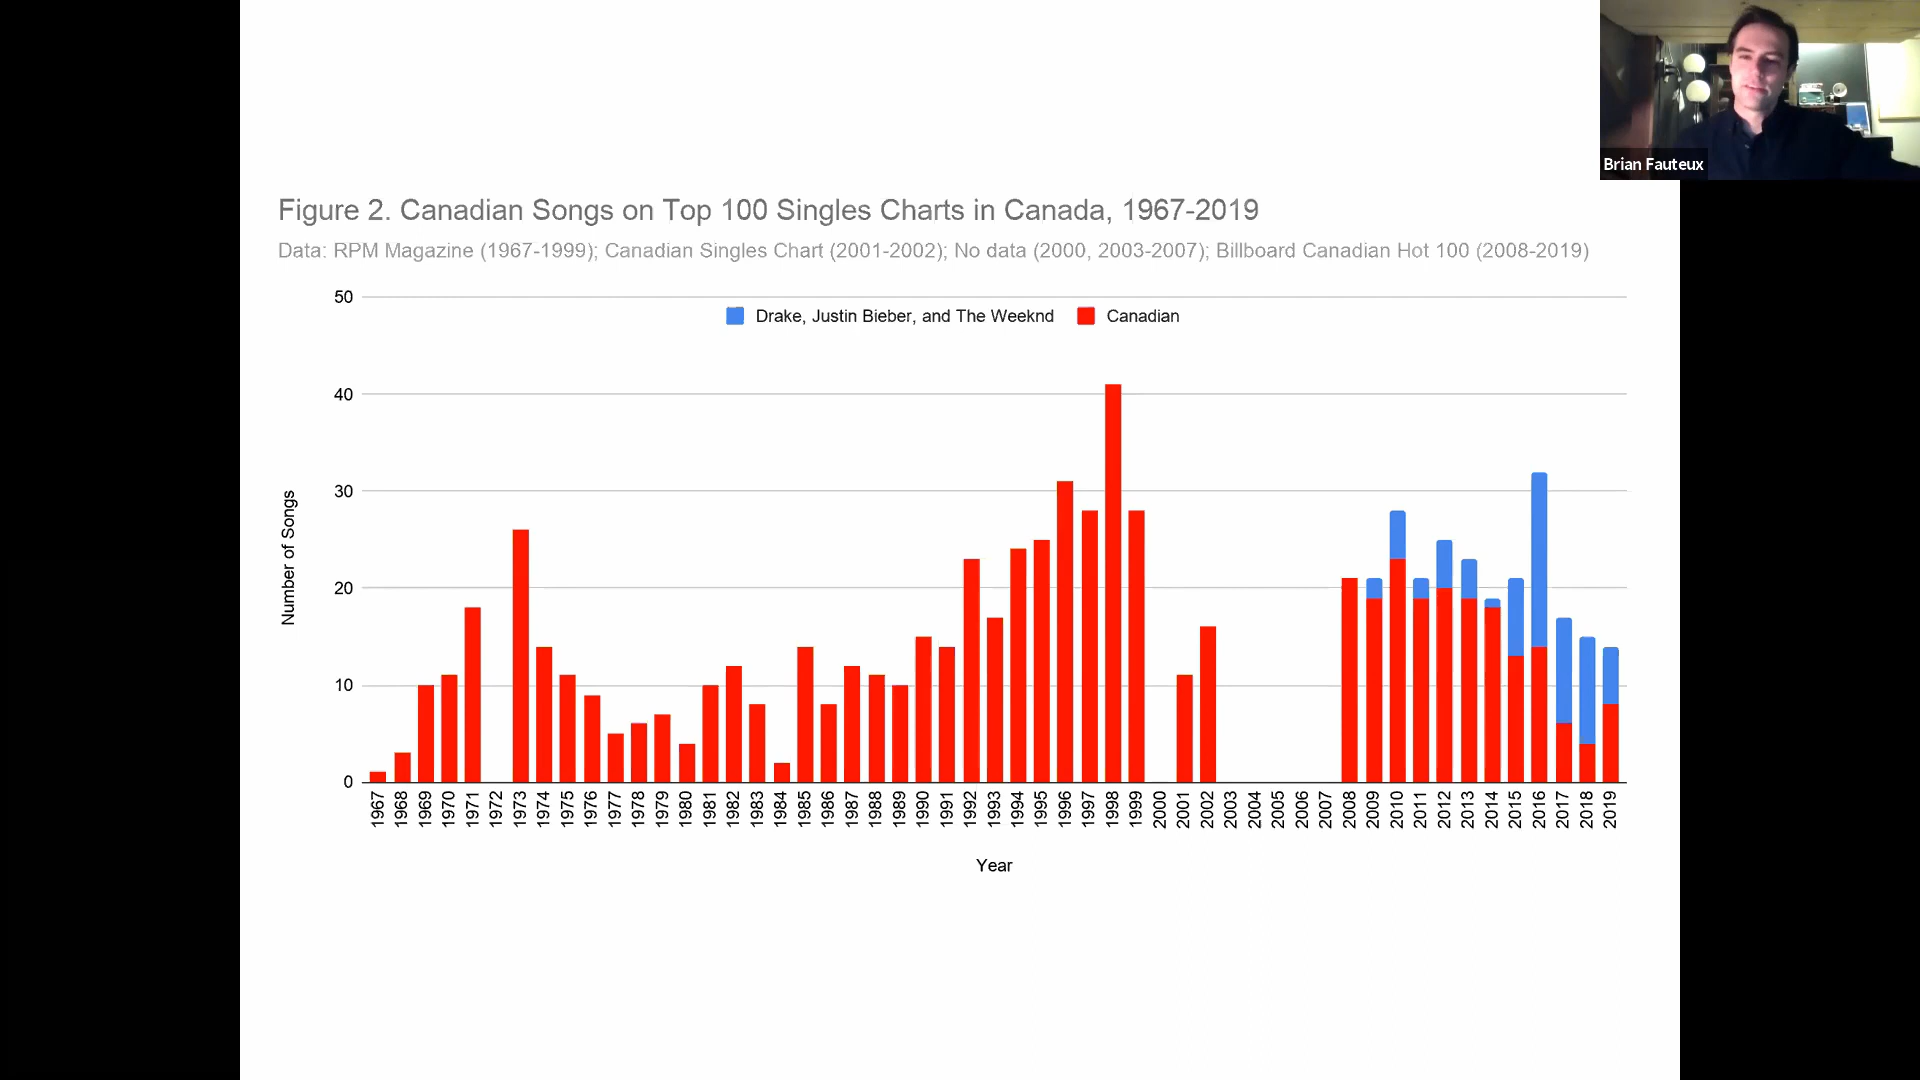 Brian Fauteux
Figure 2. Canadian Songs on Top 100 Singles Charts in Canada, 1967-2019
Data: RPM Magazine (1967-1999); Canadian Singles Chart (2001-2002); No data (2000, 2003-2007); Billboard Canadian Hot 100 (2008-2019)
Drake, Justin Bieber, and The Weeknd Canadian
50
40
30
20
10
0
Number of Songs
1967 1968 1969 1970 1971 1972 1973 1974 1975 1976 1977 1978 1979 1980 1981 1982 1983 1984 1985 1986 1987 1988 1989 1990 1991 1992 1993 1994 1995 1996 1997 1998 1999 2000 2001 2002 2003 2004 2005 2006 2007 2008 2009 2010 2011 2012 2013 2014 2015 2016 2017 2018 2019
Year